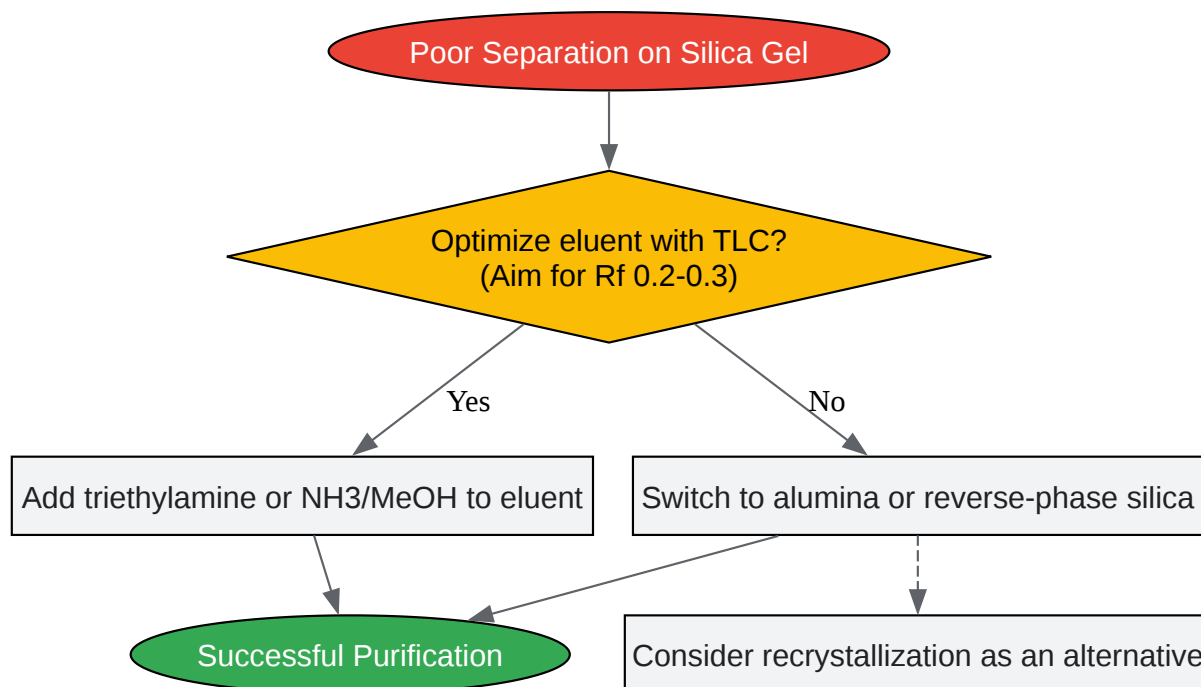 Poor Separation on Silica Gel
Optimize eluent with TLC?
(Aim for Rf 0.2-0.3)
Yes
No
Add triethylamine or NH3/MeOH to eluent
Switch to alumina or reverse-phase silica
Successful Purification
Consider recrystallization as an alternative